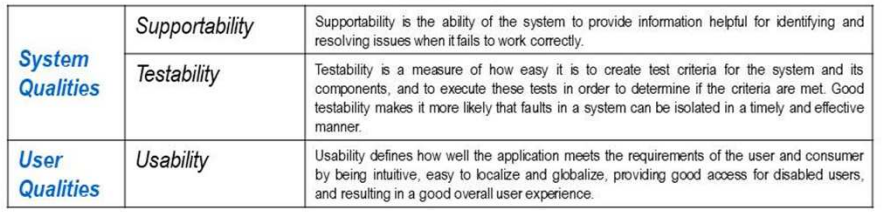 System
Qualities
Supportability
Supportability is the ability of the system to provide information helpful for identifying and
resolving issues when it fails to work correctly.
Testability
Testability is a measure of how easy it is to create test criteria for the system and its
components, and to execute these tests in order to determine if the criteria are met. Good
testability makes it more likely that faults in a system can be isolated in a timely and effective
manner.
User
Qualities
Usability
Usability defines how well the application meets the requirements of the user and consumer
by being intuitive, easy to localize and globalize, providing good access for disabled users,
and resulting in a good overall user experience.